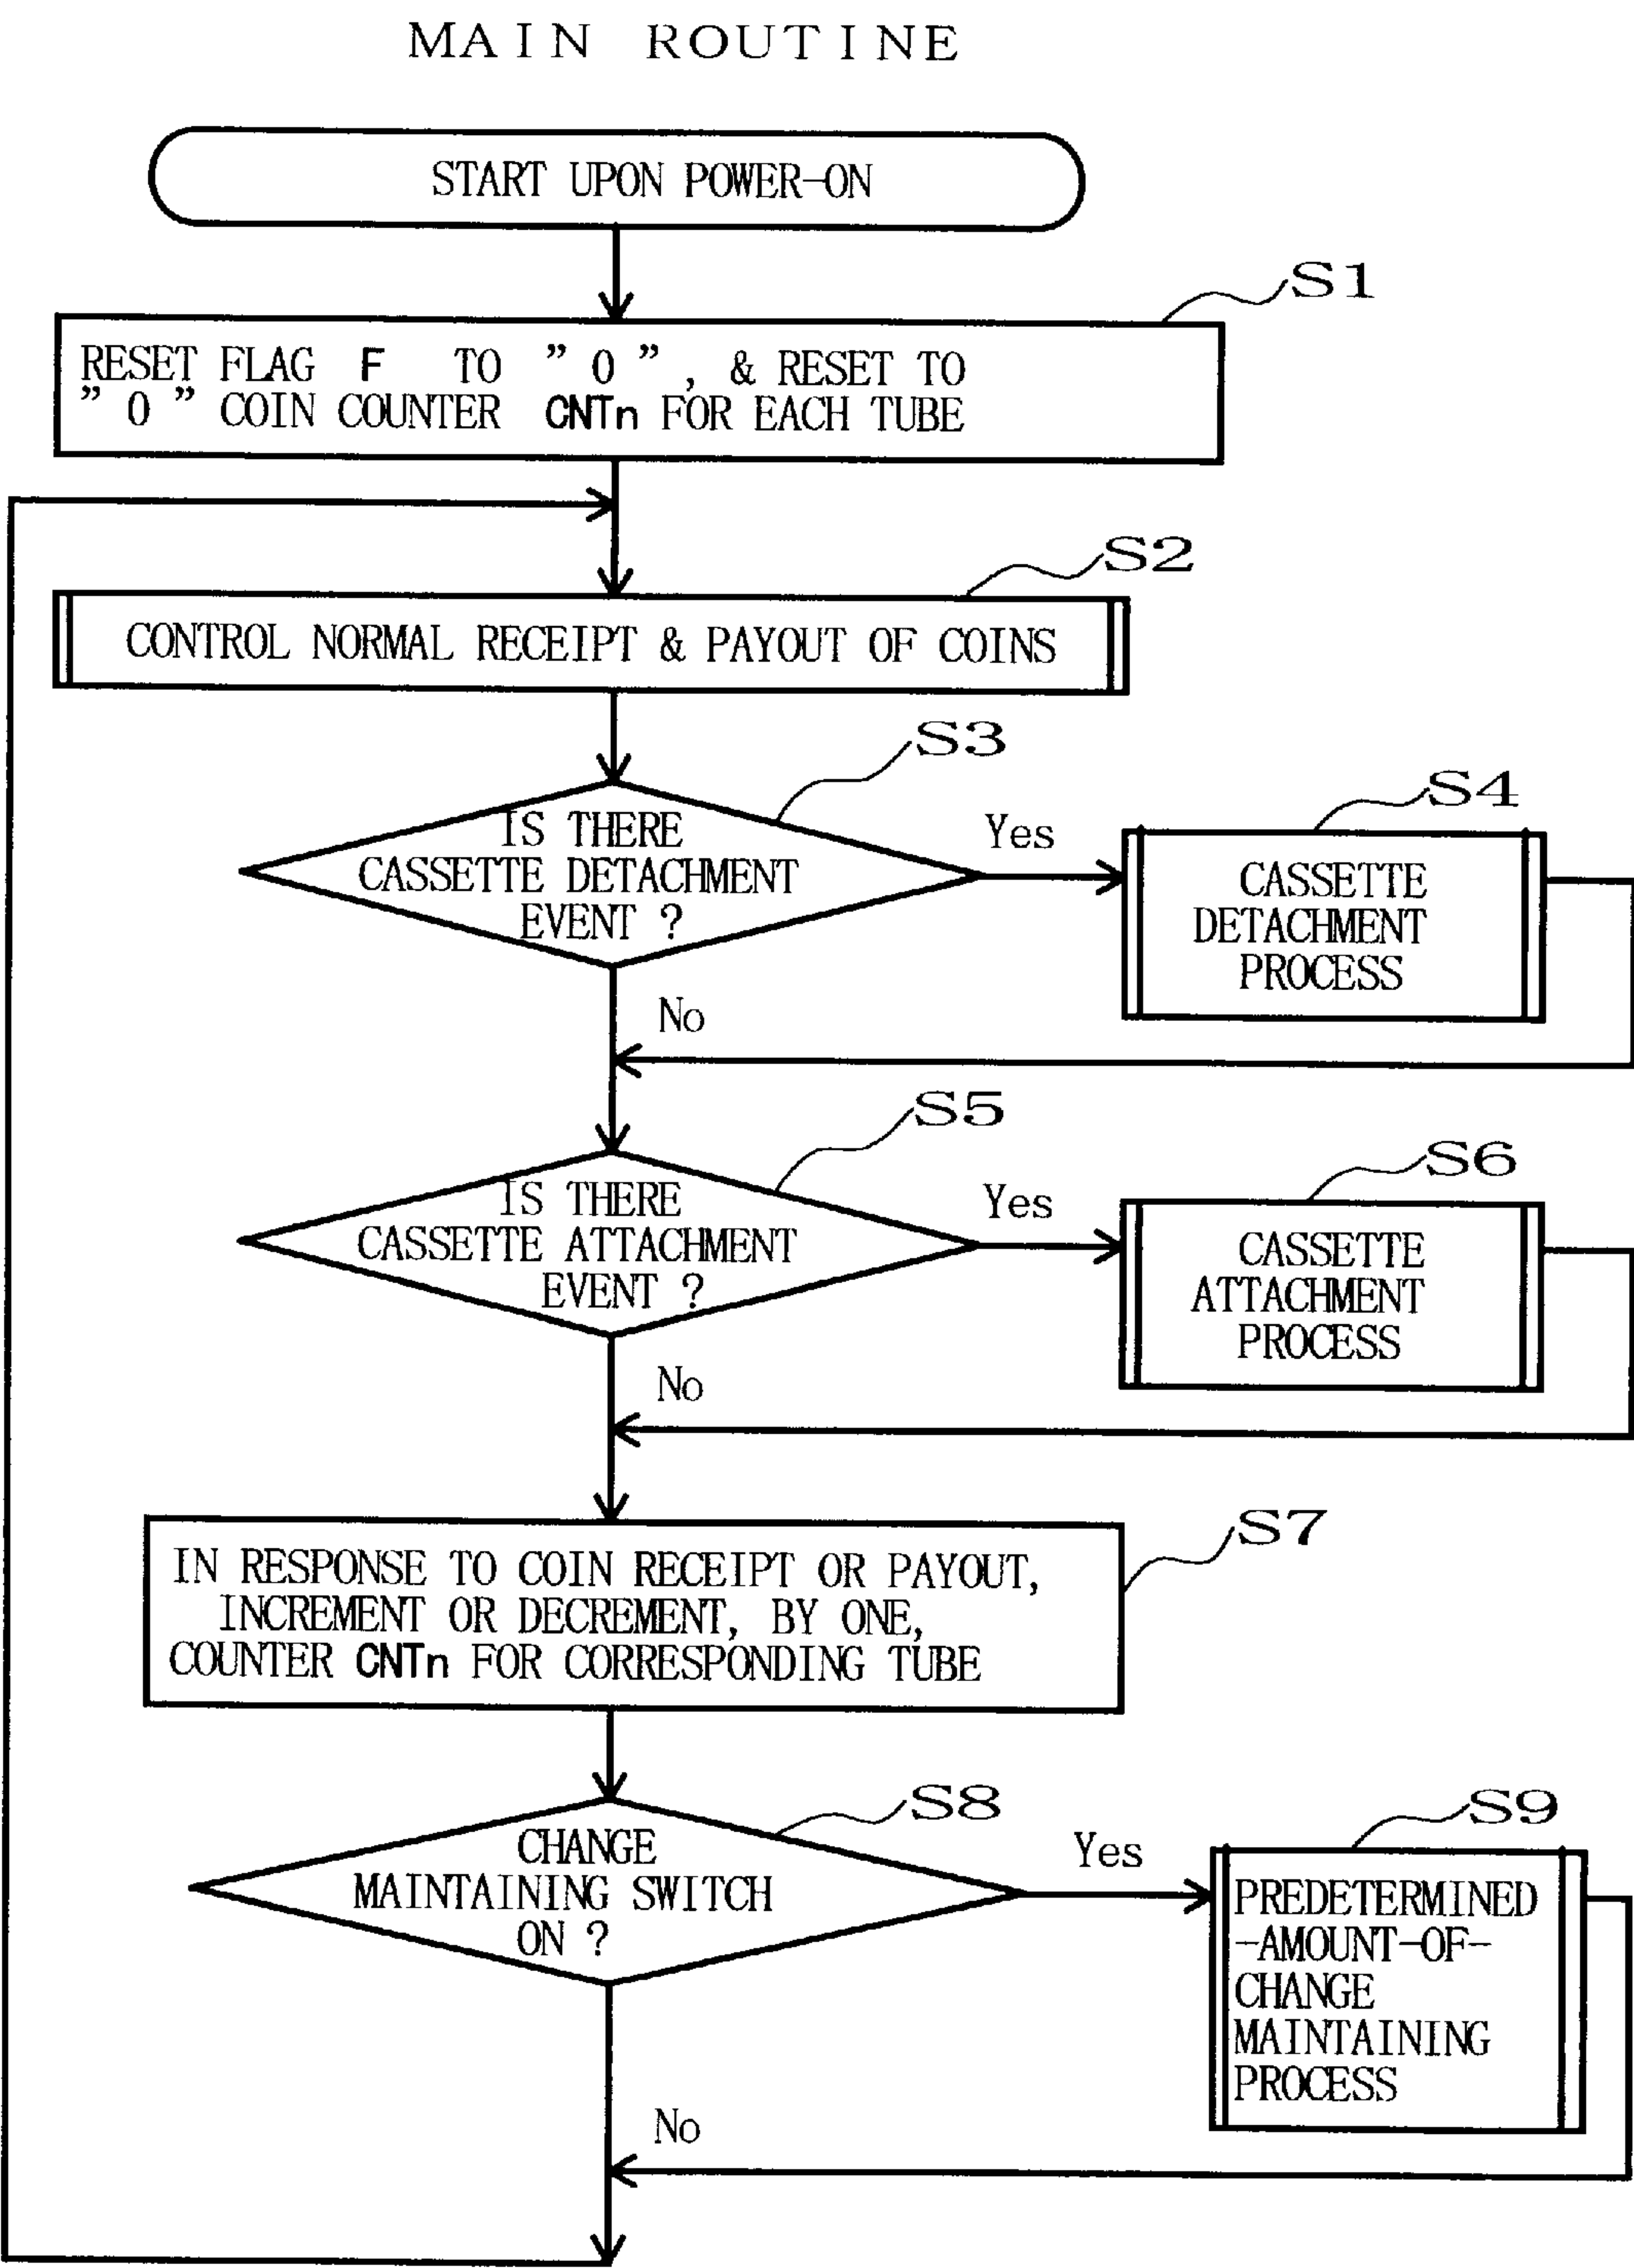 MAIN ROUTINE
START UPON POWER-ON
S1
RESET FLAG F TO "0", & RESET TO
"0" COIN COUNTER CNTn FOR EACH TUBE
S2
CONTROL NORMAL RECEIPT & PAYOUT OF COINS
S3
IS THERE
CASSETTE DETACHMENT
EVENT ?
Yes
S4
CASSETTE
DETACHMENT
PROCESS
No
S5
IS THERE
CASSETTE ATTACHMENT
EVENT ?
Yes
S6
CASSETTE
ATTACHMENT
PROCESS
No
S7
IN RESPONSE TO COIN RECEIPT OR PAYOUT,
INCREMENT OR DECREMENT, BY ONE,
COUNTER CNTn FOR CORRESPONDING TUBE
S8
CHANGE
MAINTAINING SWITCH
ON ?
Yes
S9
PREDETERMINED
-AMOUNT-OF-
CHANGE
MAINTAINING
PROCESS
No